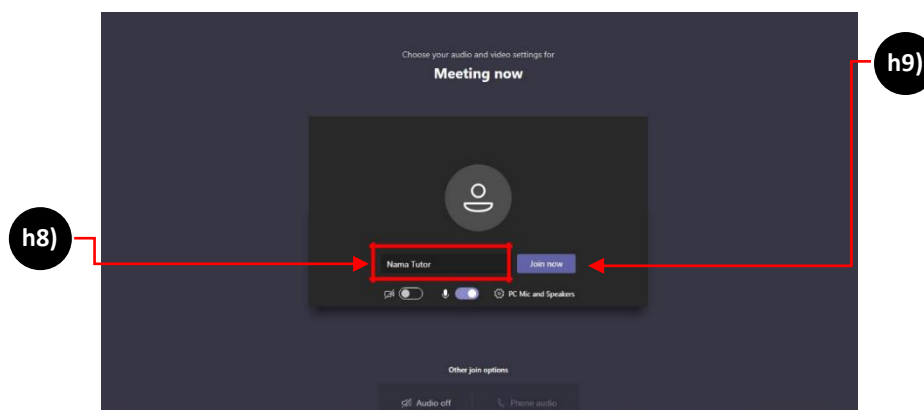 Choose your audio and video settings for
Meeting now
h9)
h8)
Nama Tutor
Join now
PC Mic and Speakers
Other join options
Audio off
Phone audio